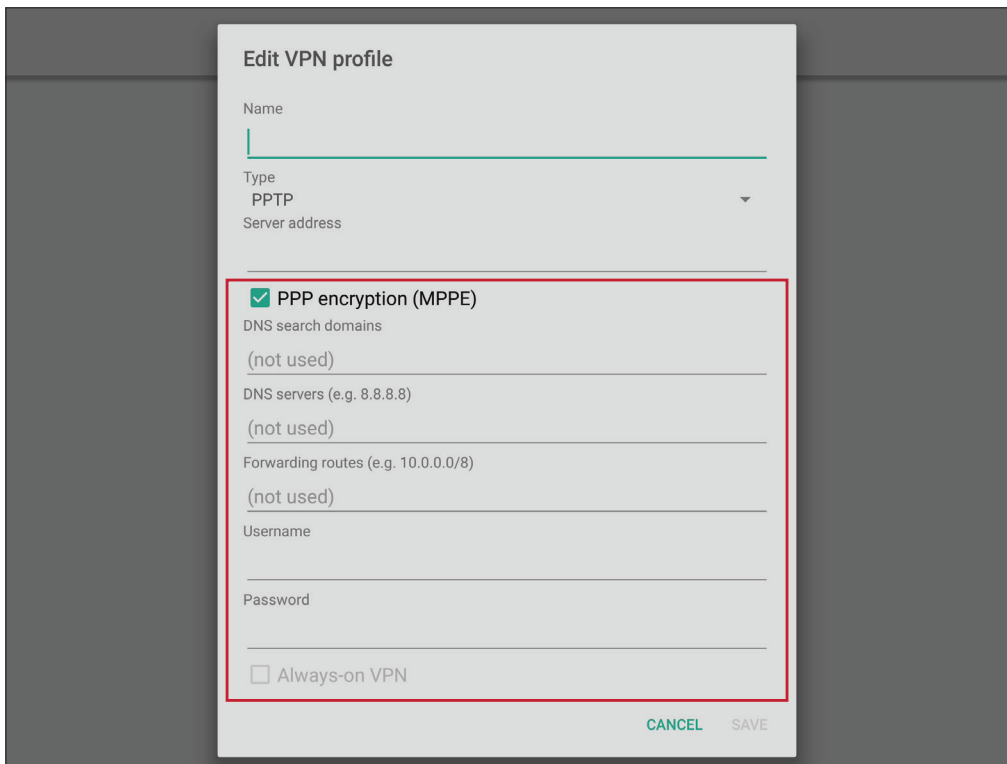 Edit VPN profile
Name
Type
PPTP
Server address
PPP encryption (MPPE)
DNS search domains
(not used)
DNS servers (e.g. 8.8.8.8)
(not used)
Forwarding routes (e.g. 10.0.0.0/8)
(not used)
Username
Password
Always-on VPN
CANCEL SAVE